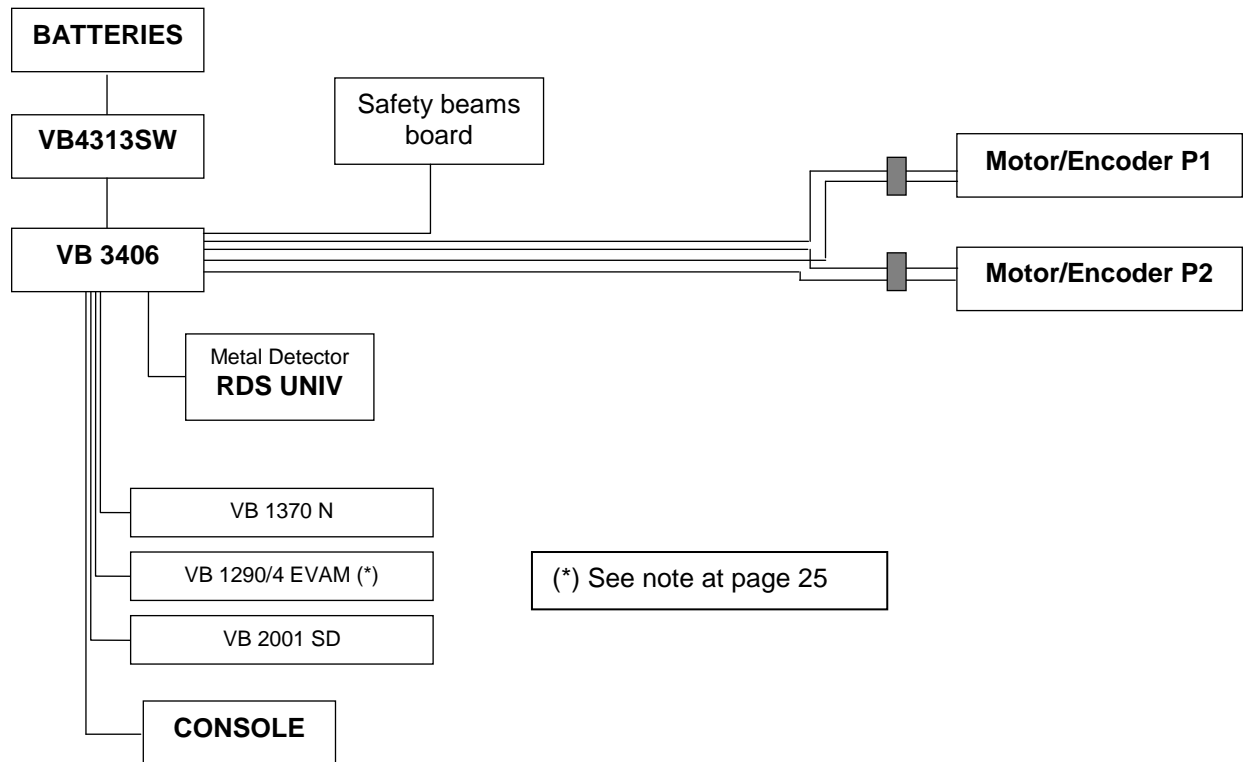 BATTERIES
VB4313SW
Safety beams
board
Motor/Encoder P1
VB 3406
Motor/Encoder P2
Metal Detector
RDS UNIV
VB 1370 N
VB 1290/4 EVAM (*)
(*) See note at page 25
VB 2001 SD
CONSOLE